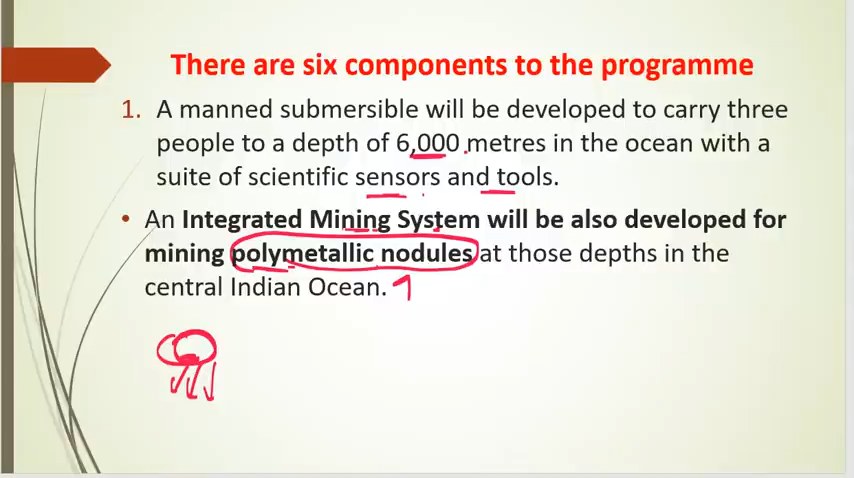 There are six components to the programme
1. A manned submersible will be developed to carry three
people to a depth of 6,000 metres in the ocean with a
suite of scientific sensors and tools.
• An Integrated Mining System will be also developed for
mining polymetallic nodules at those depths in the
central Indian Ocean.